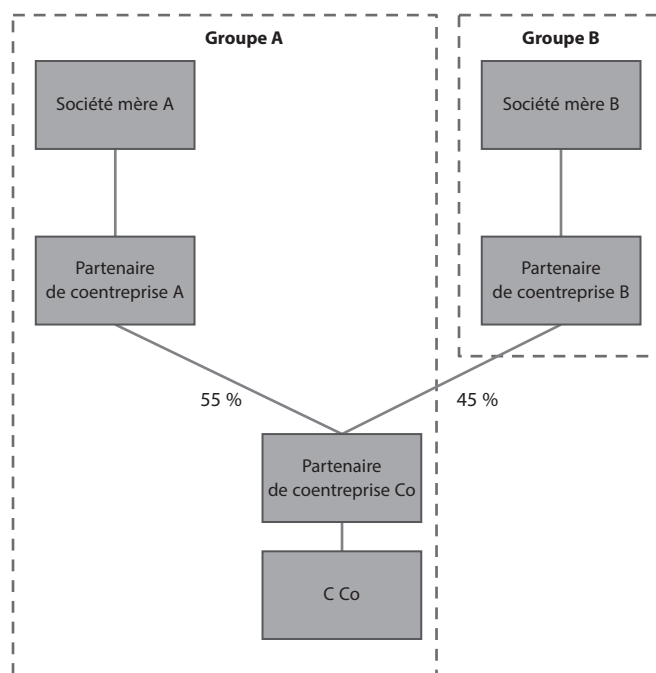 Groupe A
Groupe B
Société mère A
Société mère B
Partenaire
de coentreprise A
Partenaire
de coentreprise B
55 %
45 %
Partenaire
de coentreprise Co
C Co